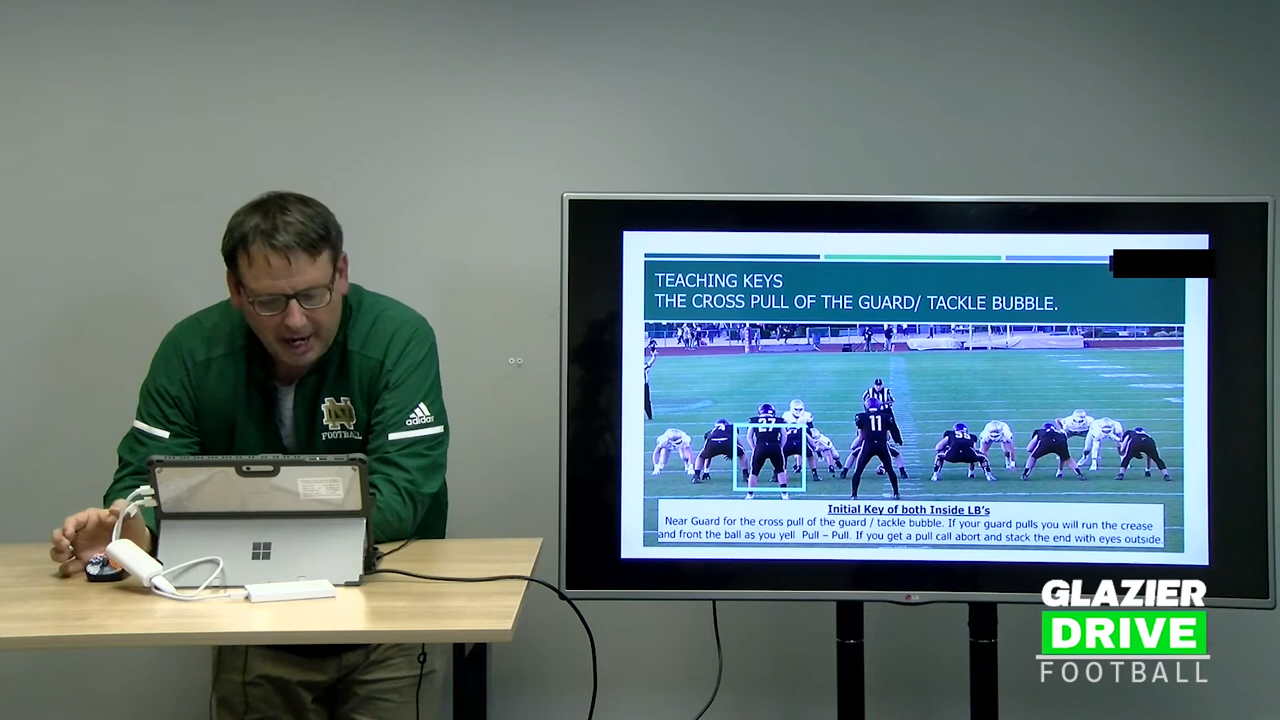 TEACHING KEYS
THE CROSS PULL OF THE GUARD/ TACKLE BUBBLE.
11
Initial Key of both Inside LB's
Near Guard for the cross pull of the guard / tackle bubble. If your guard pulls you will run the crease
and front the ball as you yell Pull – Pull. If you get a pull call abort and stack the end with eyes outside.
FOOTBALL
adidas
LG
GLAZIER
DRIVE
FOOTBALL